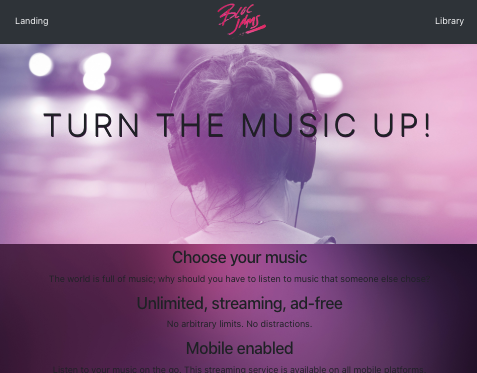 Landing
Bloc
Jams
Library
TURN THE MUSIC UP!
Choose your music
The world is full of music; why should you have to listen to music that someone else chose?
Unlimited, streaming, ad-free
No arbitrary limits. No distractions.
Mobile enabled
Listen to your music on the go. This streaming service is available on all mobile platforms.